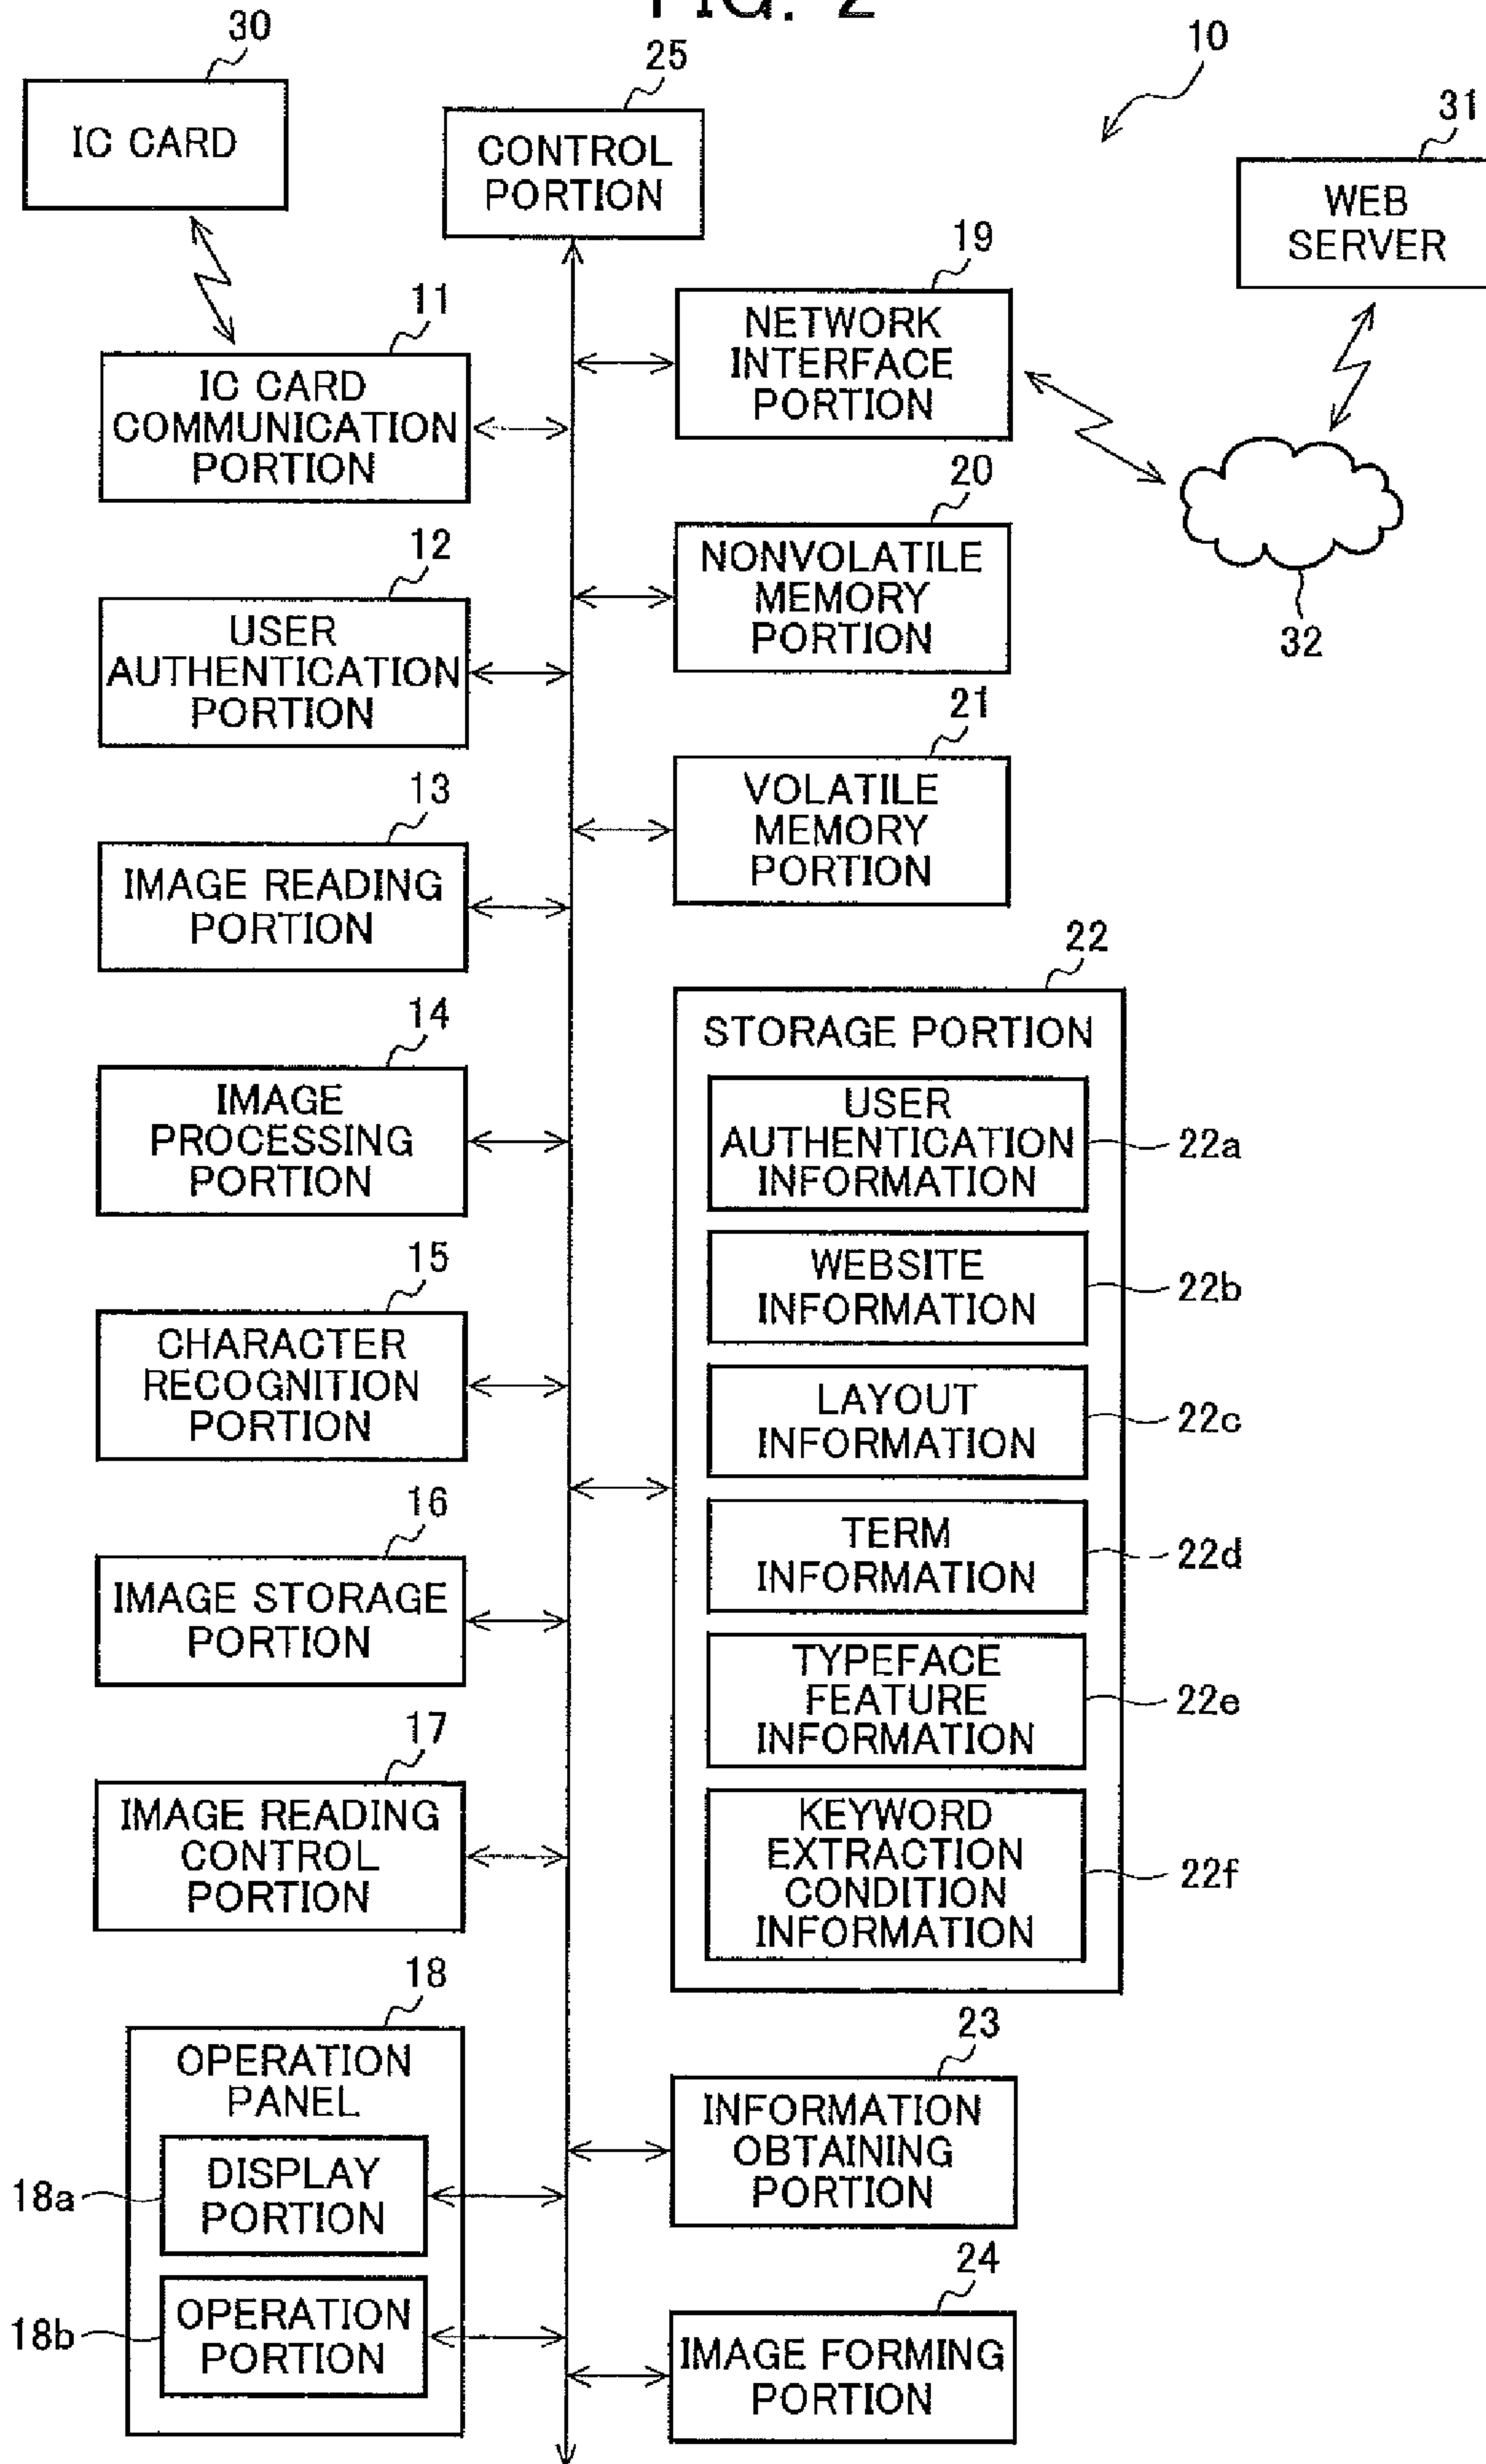 FIG. 2
30
IC CARD
25
CONTROL
PORTION
10
31
WEB
SERVER
11
IC CARD
COMMUNICATION
PORTION
19
NETWORK
INTERFACE
PORTION
32
12
USER
AUTHENTICATION
PORTION
20
NONVOLATILE
MEMORY
PORTION
13
IMAGE READING
PORTION
21
VOLATILE
MEMORY
PORTION
14
IMAGE
PROCESSING
PORTION
15
CHARACTER
RECOGNITION
PORTION
16
IMAGE STORAGE
PORTION
17
IMAGE READING
CONTROL
PORTION
18
OPERATION
PANEL
18a
DISPLAY
PORTION
18b
OPERATION
PORTION
22
STORAGE PORTION
USER
AUTHENTICATION
INFORMATION
22a
WEBSITE
INFORMATION
22b
LAYOUT
INFORMATION
22c
TERM
INFORMATION
22d
TYPEFACE
FEATURE
INFORMATION
22e
KEYWORD
EXTRACTION
CONDITION
INFORMATION
22f
23
INFORMATION
OBTAINING
PORTION
24
IMAGE FORMING
PORTION